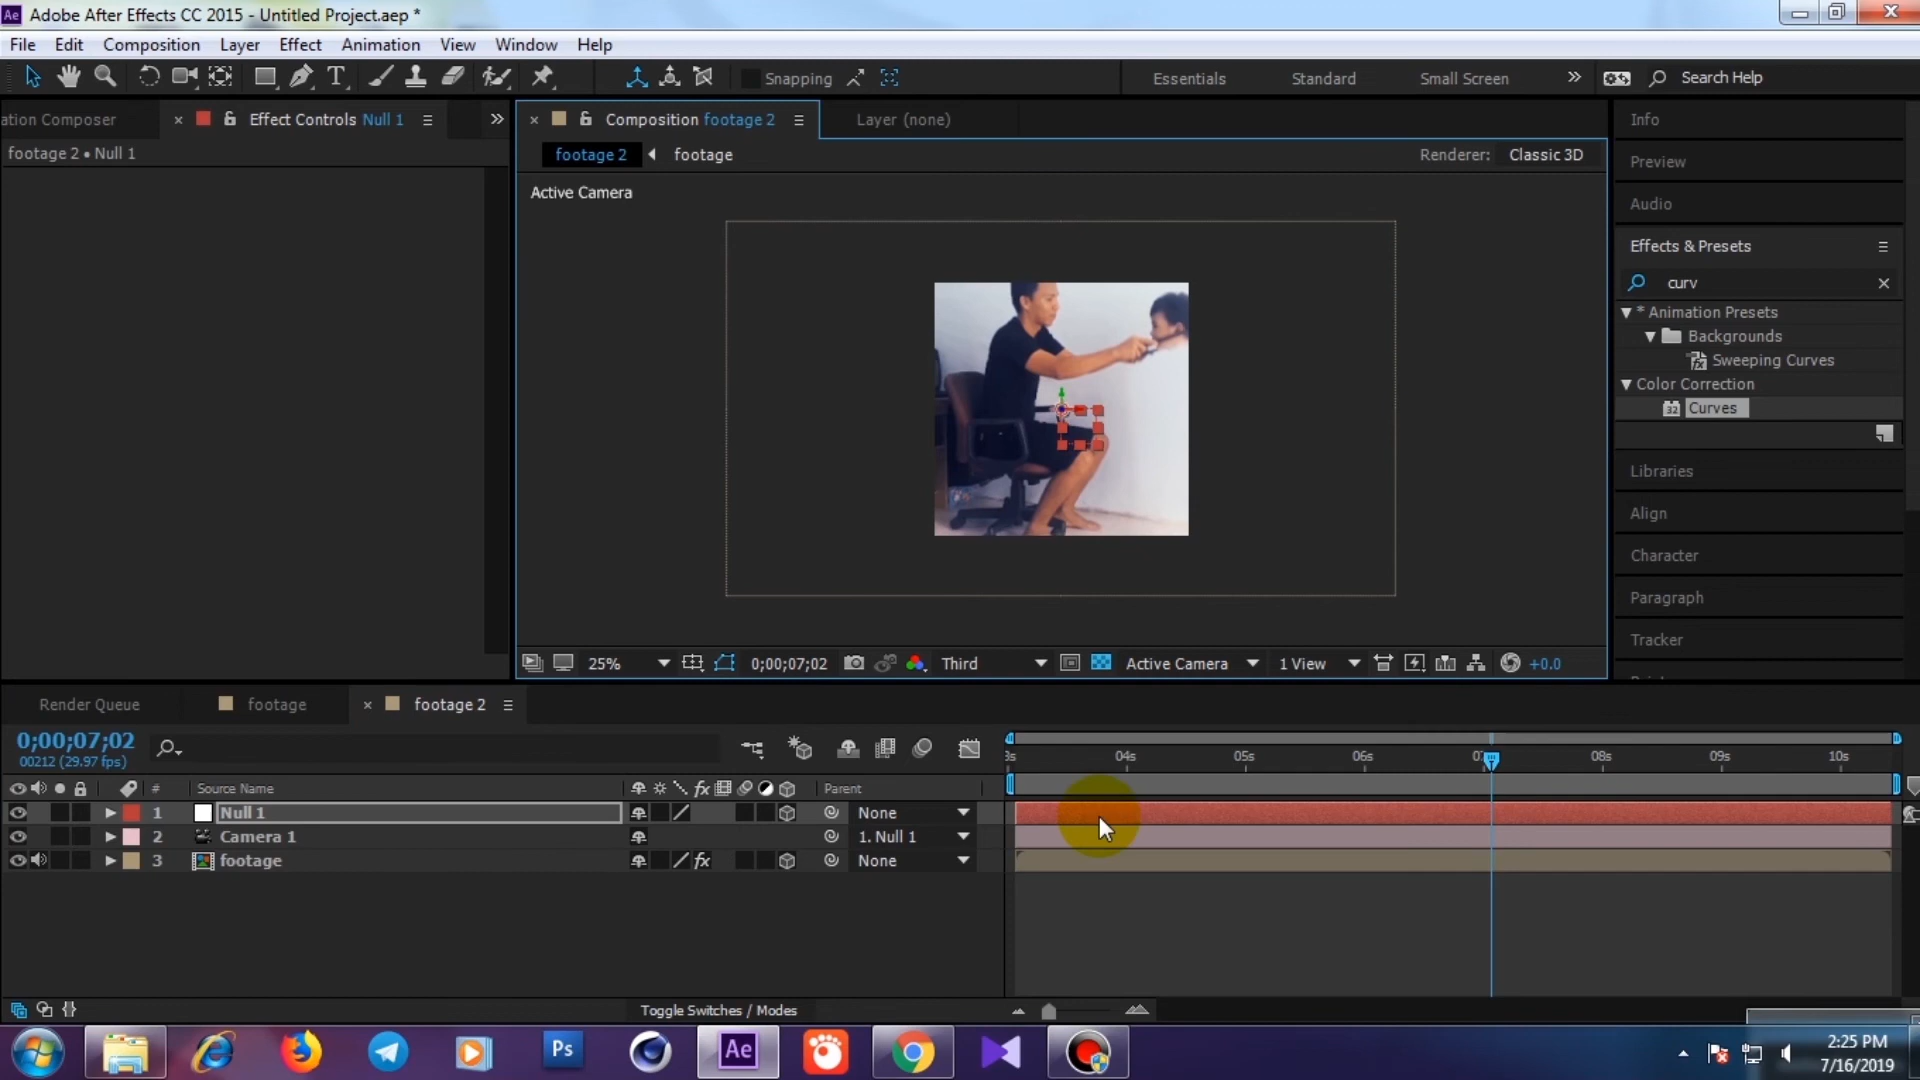 Adobe After Effects CC 2015 - Untitled Project.aep *
File Edit Composition Layer Effect Animation View Window Help
Snapping Essentials Standard Small Screen Search Help
ation Composer Effect Controls Null 1 Composition footage 2 Layer (none) Info
footage 2 • Null 1 footage 2 footage Renderer: Classic 3D
Preview
Active Camera
Audio
Effects & Presets
curv
* Animation Presets
Backgrounds
Sweeping Curves
Color Correction
32 Curves
Libraries
Align
Character
Paragraph
Tracker
25% 0;00;07;02 Third Active Camera 1 View +0.0
Render Queue footage footage 2
0;00;07;02
00212 (29.97 fps)
04s 05s 06s 08s 09s 10s
# Source Name fx Parent
1 Null 1 None
2 Camera 1 1. Null 1
3 footage fx None
Toggle Switches / Modes
Ps Ae
2:25 PM
7/16/2019